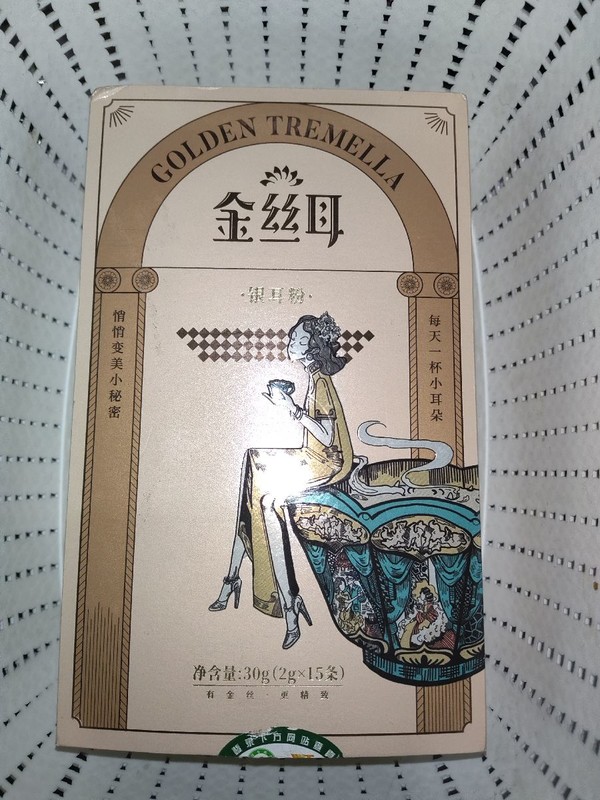 GOLDEN TREMELLA
金丝耳
·银耳粉·
悄悄变美小秘密
每天一杯小耳朵
净含量:30g(2g×15条)
有金丝·更精致